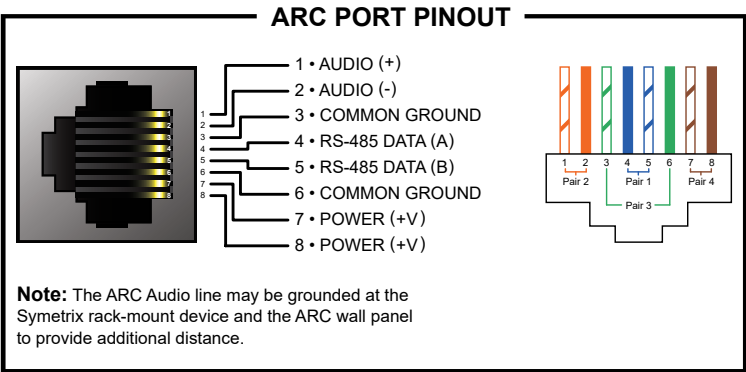 ARC PORT PINOUT
1
2
3
4
5
6
7
8
1
2
3
4
5
6
7
8
1 • AUDIO (+)
2 • AUDIO (-)
3 • COMMON GROUND
4 • RS-485 DATA (A)
5 • RS-485 DATA (B)
6 • COMMON GROUND
7 • POWER (+V)
8 • POWER (+V)
1 2 3 4 5 6 7 8
Pair 2 Pair 1 Pair 4
Pair 3
Note: The ARC Audio line may be grounded at the
Symetrix rack-mount device and the ARC wall panel
to provide additional distance.